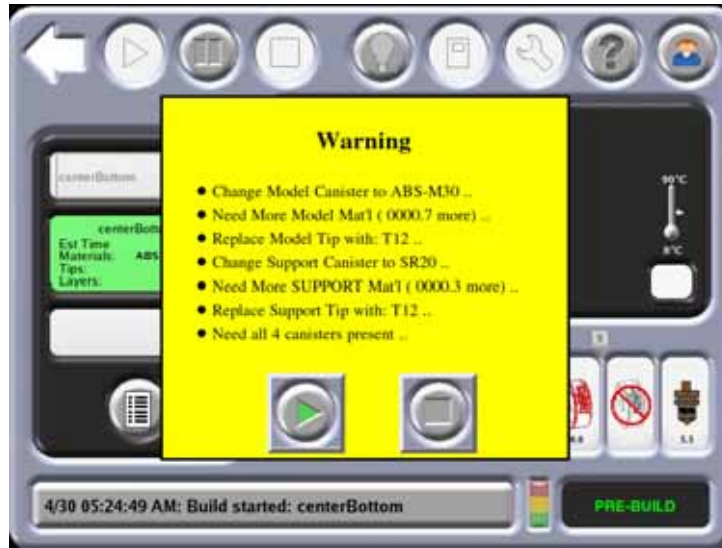 Warning
Change Model Canister to ABS-M30 ..
Need More Model Mat'l ( 0000.7 more) ..
Replace Model Tip with: T12 ..
Change Support Canister to SR20 ..
Need More SUPPORT Mat'l ( 0000.3 more) ..
Replace Support Tip with: T12 ..
Need all 4 canisters present ..
centerBottom
centerBott
Est Time
Materials: ABS
Tips:
Layers:
90°C
8°C
4/30 05:24:49 AM: Build started: centerBottom
PRE-BUILD